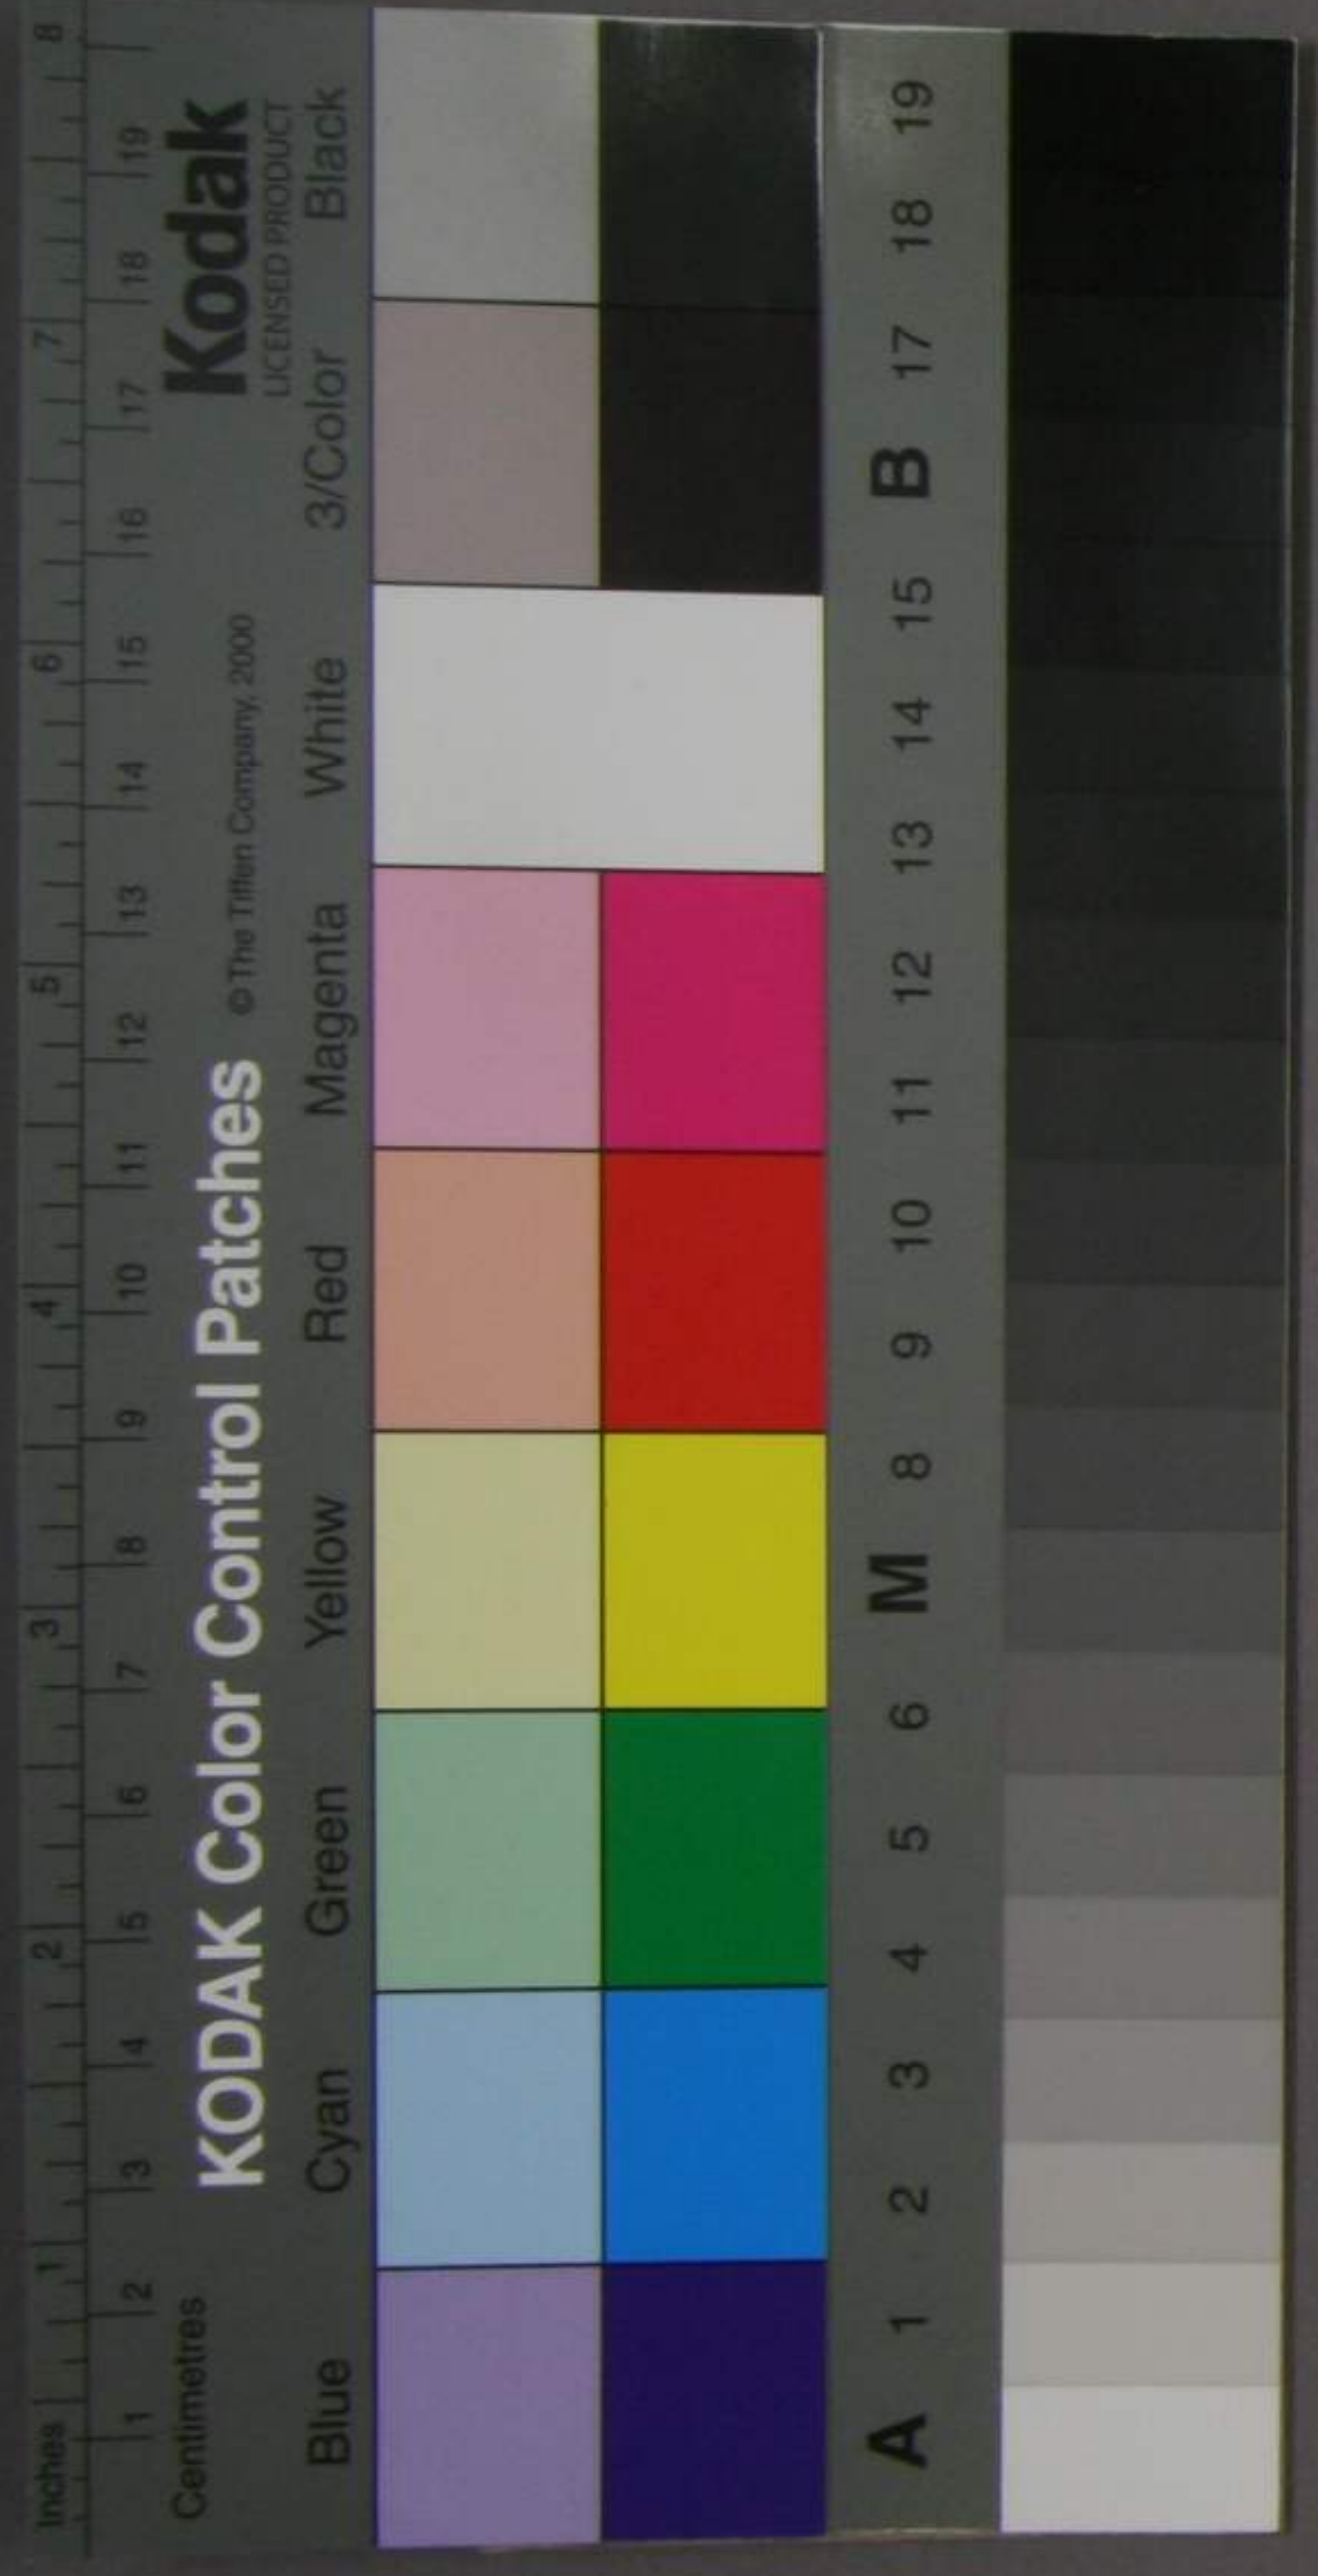 Inches 1 2 3 4 5 6 7 8
Centimetres 1 2 3 4 5 6 7 8 9 10 11 12 13 14 15 16 17 18 19
KODAK Color Control Patches © The Tiffen Company, 2000 Kodak
LICENSED PRODUCT
Blue Cyan Green Yellow Red Magenta White 3/Color Black
A 1 2 3 4 5 6 M 8 9 10 11 12 13 14 15 B 17 18 19